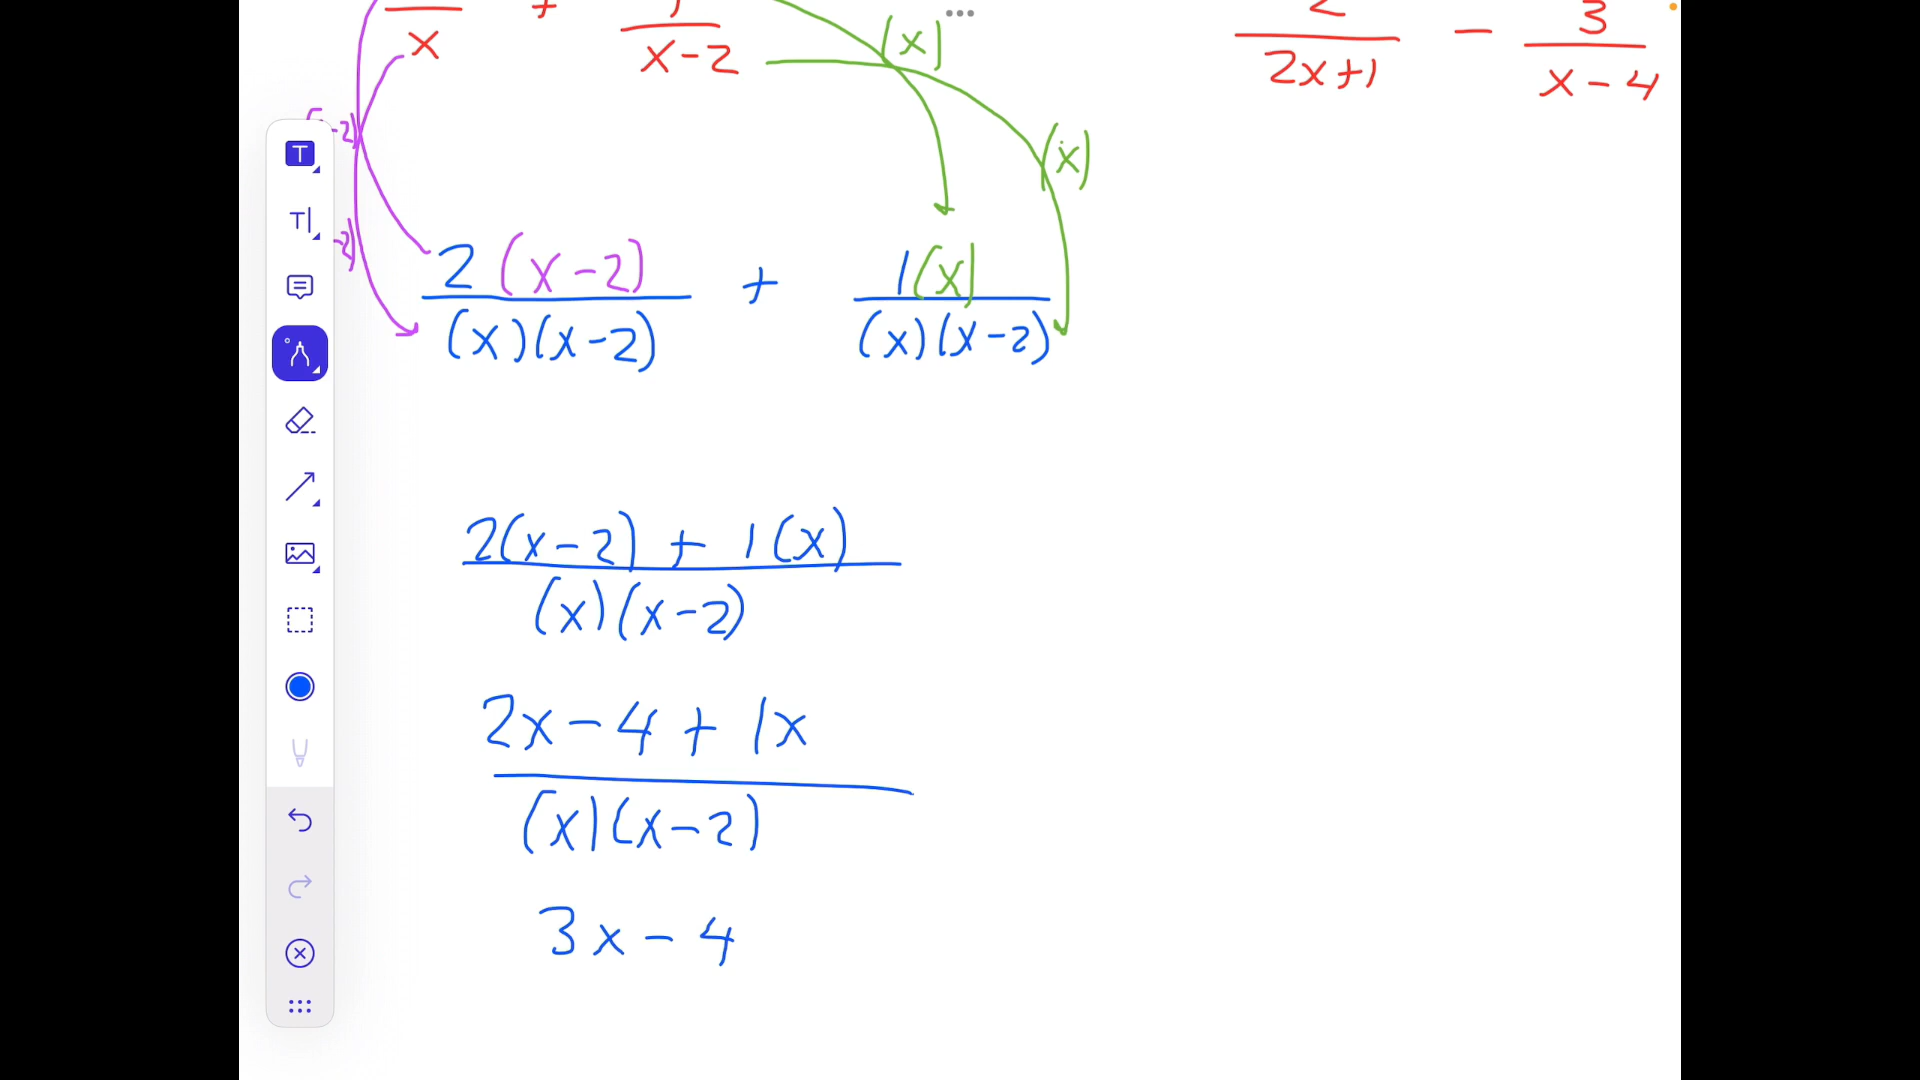 x + x-2
2x+1 - 3/(x-4)
(x)
(x)
-2)
-2)
2(x-2)/(x)(x-2) + 1(x)/(x)(x-2)
2(x-2) + 1(x)
(x)(x-2)
2x-4+1x
(x)(x-2)
3x-4
T
T|